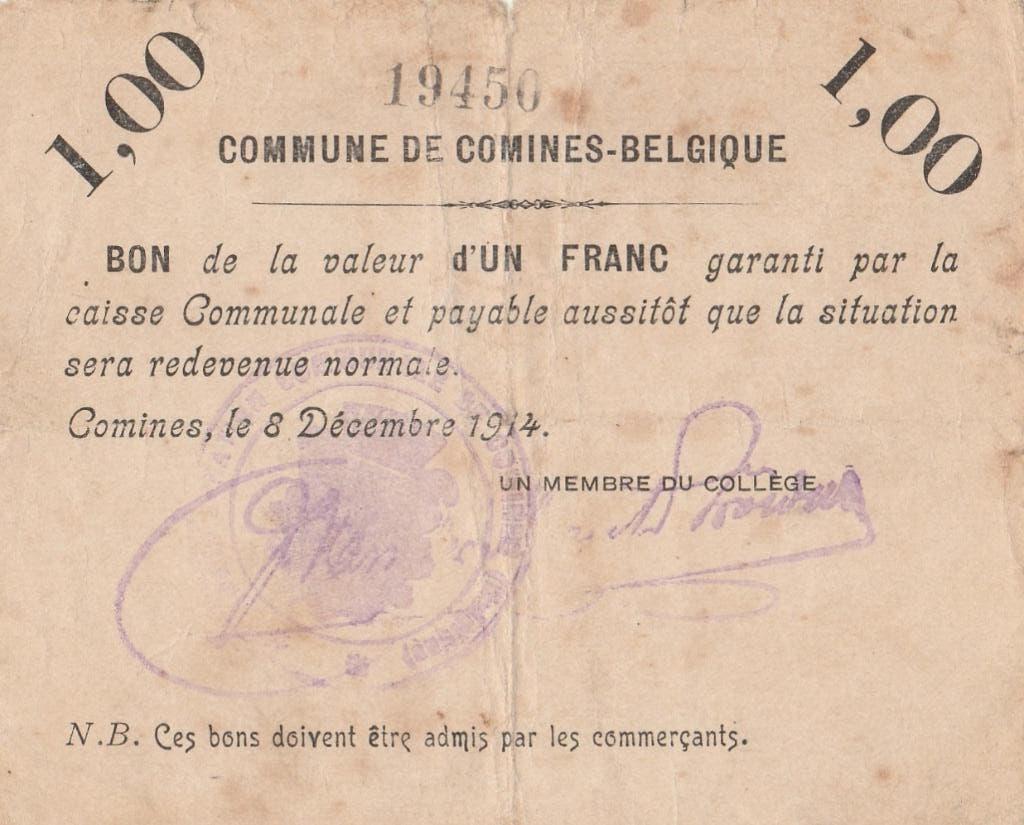 1,00
19450
1,00
COMMUNE DE COMINES-BELGIQUE
BON de la valeur d'UN FRANC garanti par la
caisse Communale et payable aussitôt que la situation
sera redevenue normale.
Comines, le 8 Décembre 1914.
UN MEMBRE DU COLLÈGE
N.B. Ces bons doivent être admis par les commerçants.